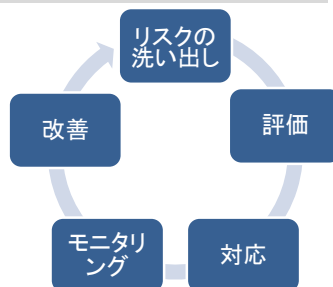 リスクの
洗い出し
評価
対応
モニタリ
ング
改善